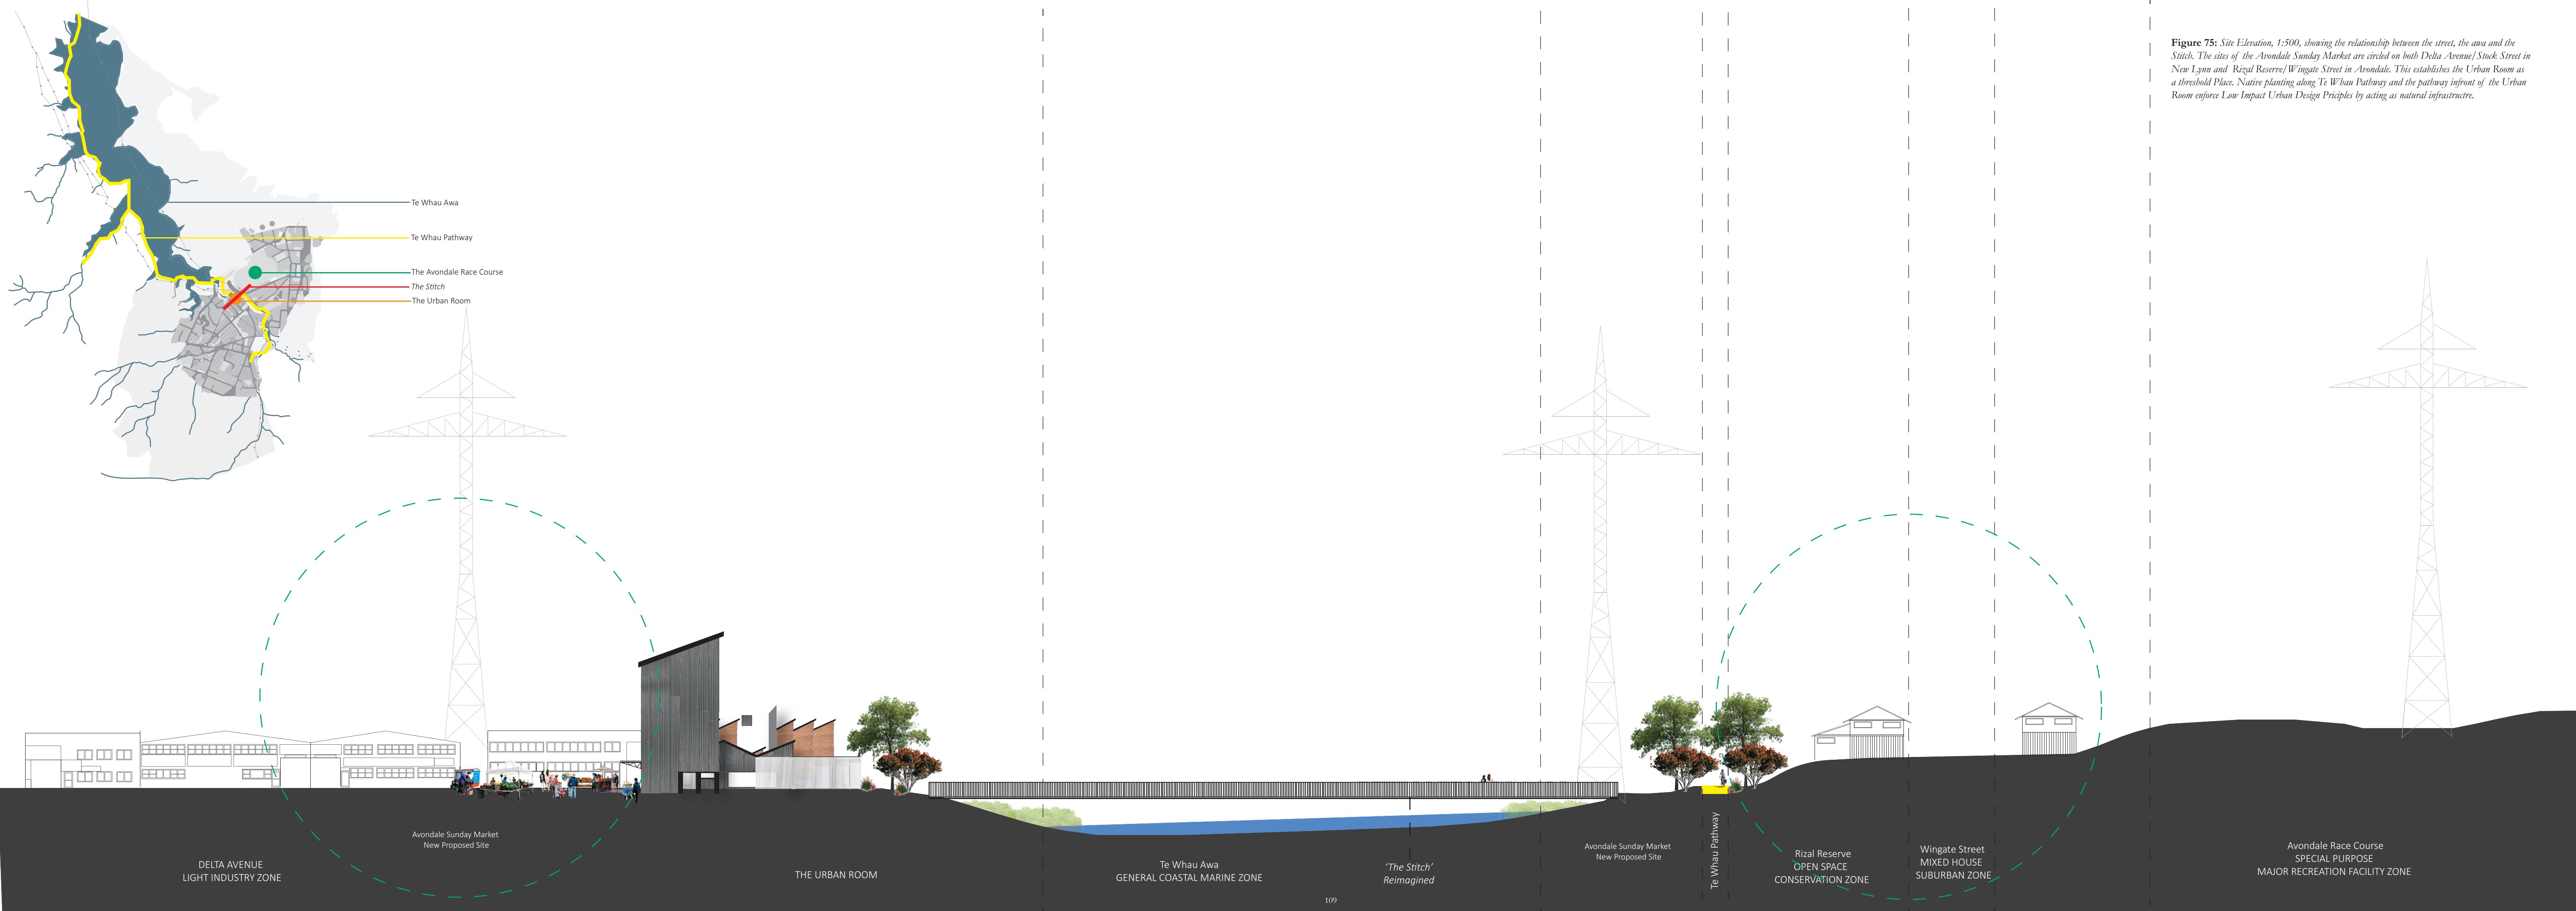 Figure 75: Site Elevation, 1:500, showing the relationship between the street, the awa and the
Stitch. The sites of the Avondale Sunday Market are circled on both Delta Avenue/Stock Street in
New Lynn and Rizal Reserve/Wingate Street in Avondale. This establishes the Urban Room as
a threshold Place. Native planting along Te Whau Pathway and the pathway infront of the Urban
Room enforce Low Impact Urban Design Priciples by acting as natural infrastructre.
Te Whau Awa
Te Whau Pathway
The Avondale Race Course
The Stitch
The Urban Room
Avondale Sunday Market
New Proposed Site
DELTA AVENUE
LIGHT INDUSTRY ZONE
THE URBAN ROOM
Te Whau Awa
GENERAL COASTAL MARINE ZONE
‘The Stitch’
Reimagined
Avondale Sunday Market
New Proposed Site
Te Whau Pathway
Rizal Reserve
OPEN SPACE
CONSERVATION ZONE
Wingate Street
MIXED HOUSE
SUBURBAN ZONE
Avondale Race Course
SPECIAL PURPOSE
MAJOR RECREATION FACILITY ZONE
109